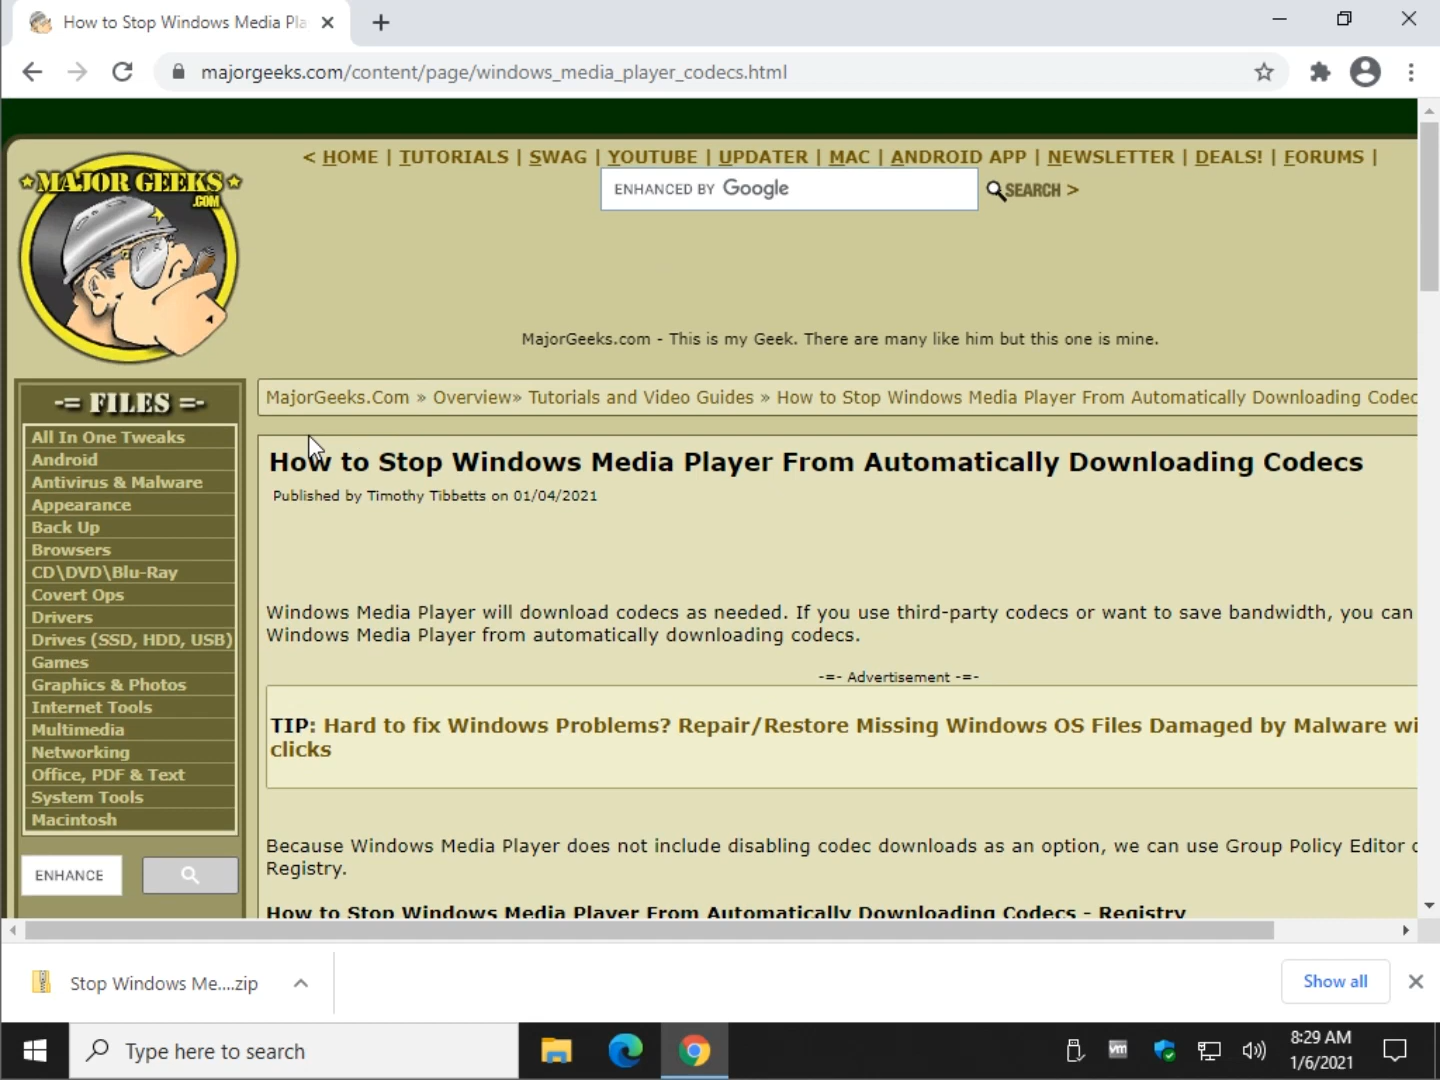 How to Stop Windows Media Pla
majorgeeks.com/content/page/windows_media_player_codecs.html
MAJOR GEEKS
.COM
< HOME | TUTORIALS | SWAG | YOUTUBE | UPDATER | MAC | ANDROID APP | NEWSLETTER | DEALS! | FORUMS |
ENHANCED BY Google
SEARCH >
MajorGeeks.com - This is my Geek. There are many like him but this one is mine.
-= FILES =-
All In One Tweaks
Android
Antivirus & Malware
Appearance
Back Up
Browsers
CD\DVD\Blu-Ray
Covert Ops
Drivers
Drives (SSD, HDD, USB)
Games
Graphics & Photos
Internet Tools
Multimedia
Networking
Office, PDF & Text
System Tools
Macintosh
ENHANCE
MajorGeeks.Com » Overview» Tutorials and Video Guides » How to Stop Windows Media Player From Automatically Downloading Codec
How to Stop Windows Media Player From Automatically Downloading Codecs
Published by Timothy Tibbetts on 01/04/2021
Windows Media Player will download codecs as needed. If you use third-party codecs or want to save bandwidth, you can
Windows Media Player from automatically downloading codecs.
-=- Advertisement -=-
TIP: Hard to fix Windows Problems? Repair/Restore Missing Windows OS Files Damaged by Malware wi
clicks
Because Windows Media Player does not include disabling codec downloads as an option, we can use Group Policy Editor
Registry.
How to Stop Windows Media Player From Automatically Downloading Codecs - Registry
Stop Windows Me....zip
Show all
Type here to search
vm
8:29 AM
1/6/2021